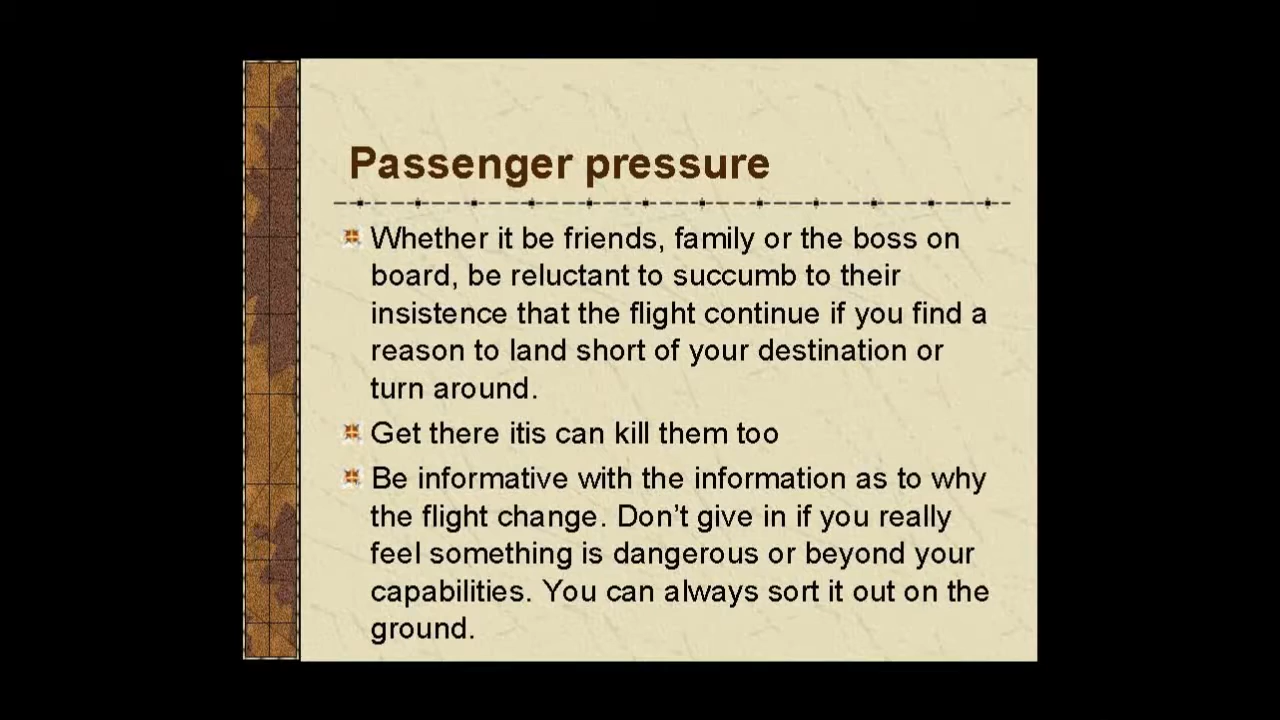 Passenger pressure
Whether it be friends, family or the boss on
board, be reluctant to succumb to their
insistence that the flight continue if you find a
reason to land short of your destination or
turn around.
Get there itis can kill them too
Be informative with the information as to why
the flight change. Don’t give in if you really
feel something is dangerous or beyond your
capabilities. You can always sort it out on the
ground.